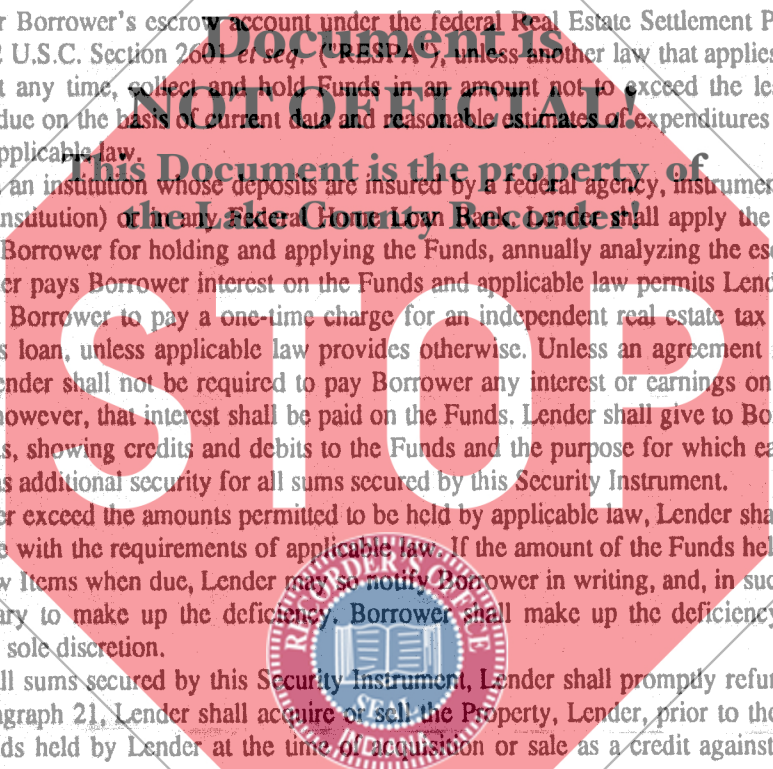 r Borrower's escrow account under the federal Real Estate Settlement P
2 U.S.C. Section 2601 et seq. ("RESPA"), unless another law that applies
t any time, collect and hold Funds in an amount not to exceed the les
due on the basis of current data and reasonable estimates of expenditures
pplicable law.
an institution whose deposits are insured by a federal agency, instrumen
nstitution) or in any Federal Home Loan Bank. Lender shall apply the
Borrower for holding and applying the Funds, annually analyzing the esc
er pays Borrower interest on the Funds and applicable law permits Lend
Borrower to pay a one-time charge for an independent real estate tax
s loan, unless applicable law provides otherwise. Unless an agreement
ender shall not be required to pay Borrower any interest or earnings on
however, that interest shall be paid on the Funds. Lender shall give to Bo
s, showing credits and debits to the Funds and the purpose for which ea
as additional security for all sums secured by this Security Instrument.
er exceed the amounts permitted to be held by applicable law, Lender sha
e with the requirements of applicable law. If the amount of the Funds hel
w Items when due, Lender may so notify Borrower in writing, and, in suc
ary to make up the deficiency. Borrower shall make up the deficiency
sole discretion.
ll sums secured by this Security Instrument, Lender shall promptly refun
agraph 21, Lender shall acquire or sell the Property, Lender, prior to the
ds held by Lender at the time of acquisition or sale as a credit against
Document is
NOT OFFICIAL!
This Document is the property of
the Lake County Recorder!
STOP
RECORDER'S OFFICE
SEAL